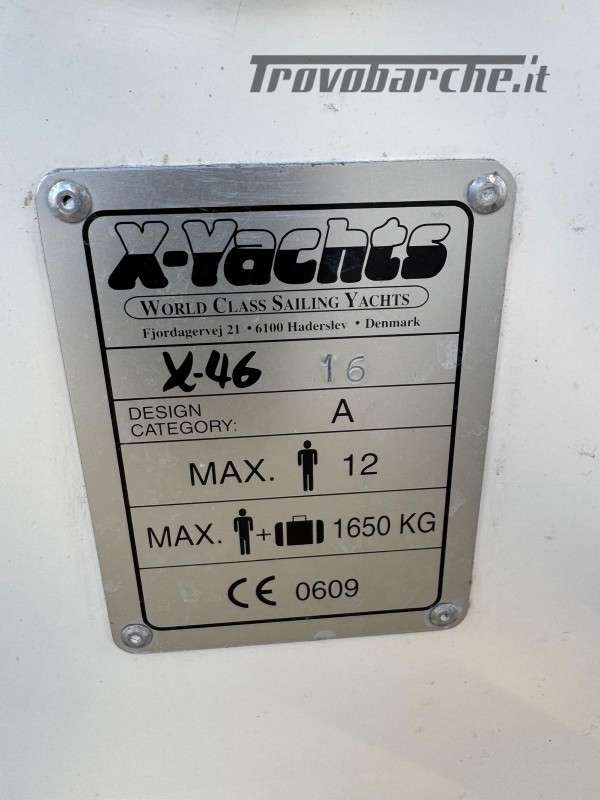 Trovobarche.it
X-Yachts
WORLD CLASS SAILING YACHTS
Fjordagervej 21 • 6100 Haderslev • Denmark
X-46 16
DESIGN CATEGORY: A
MAX. 12
MAX. + 1650 KG
CE 0609